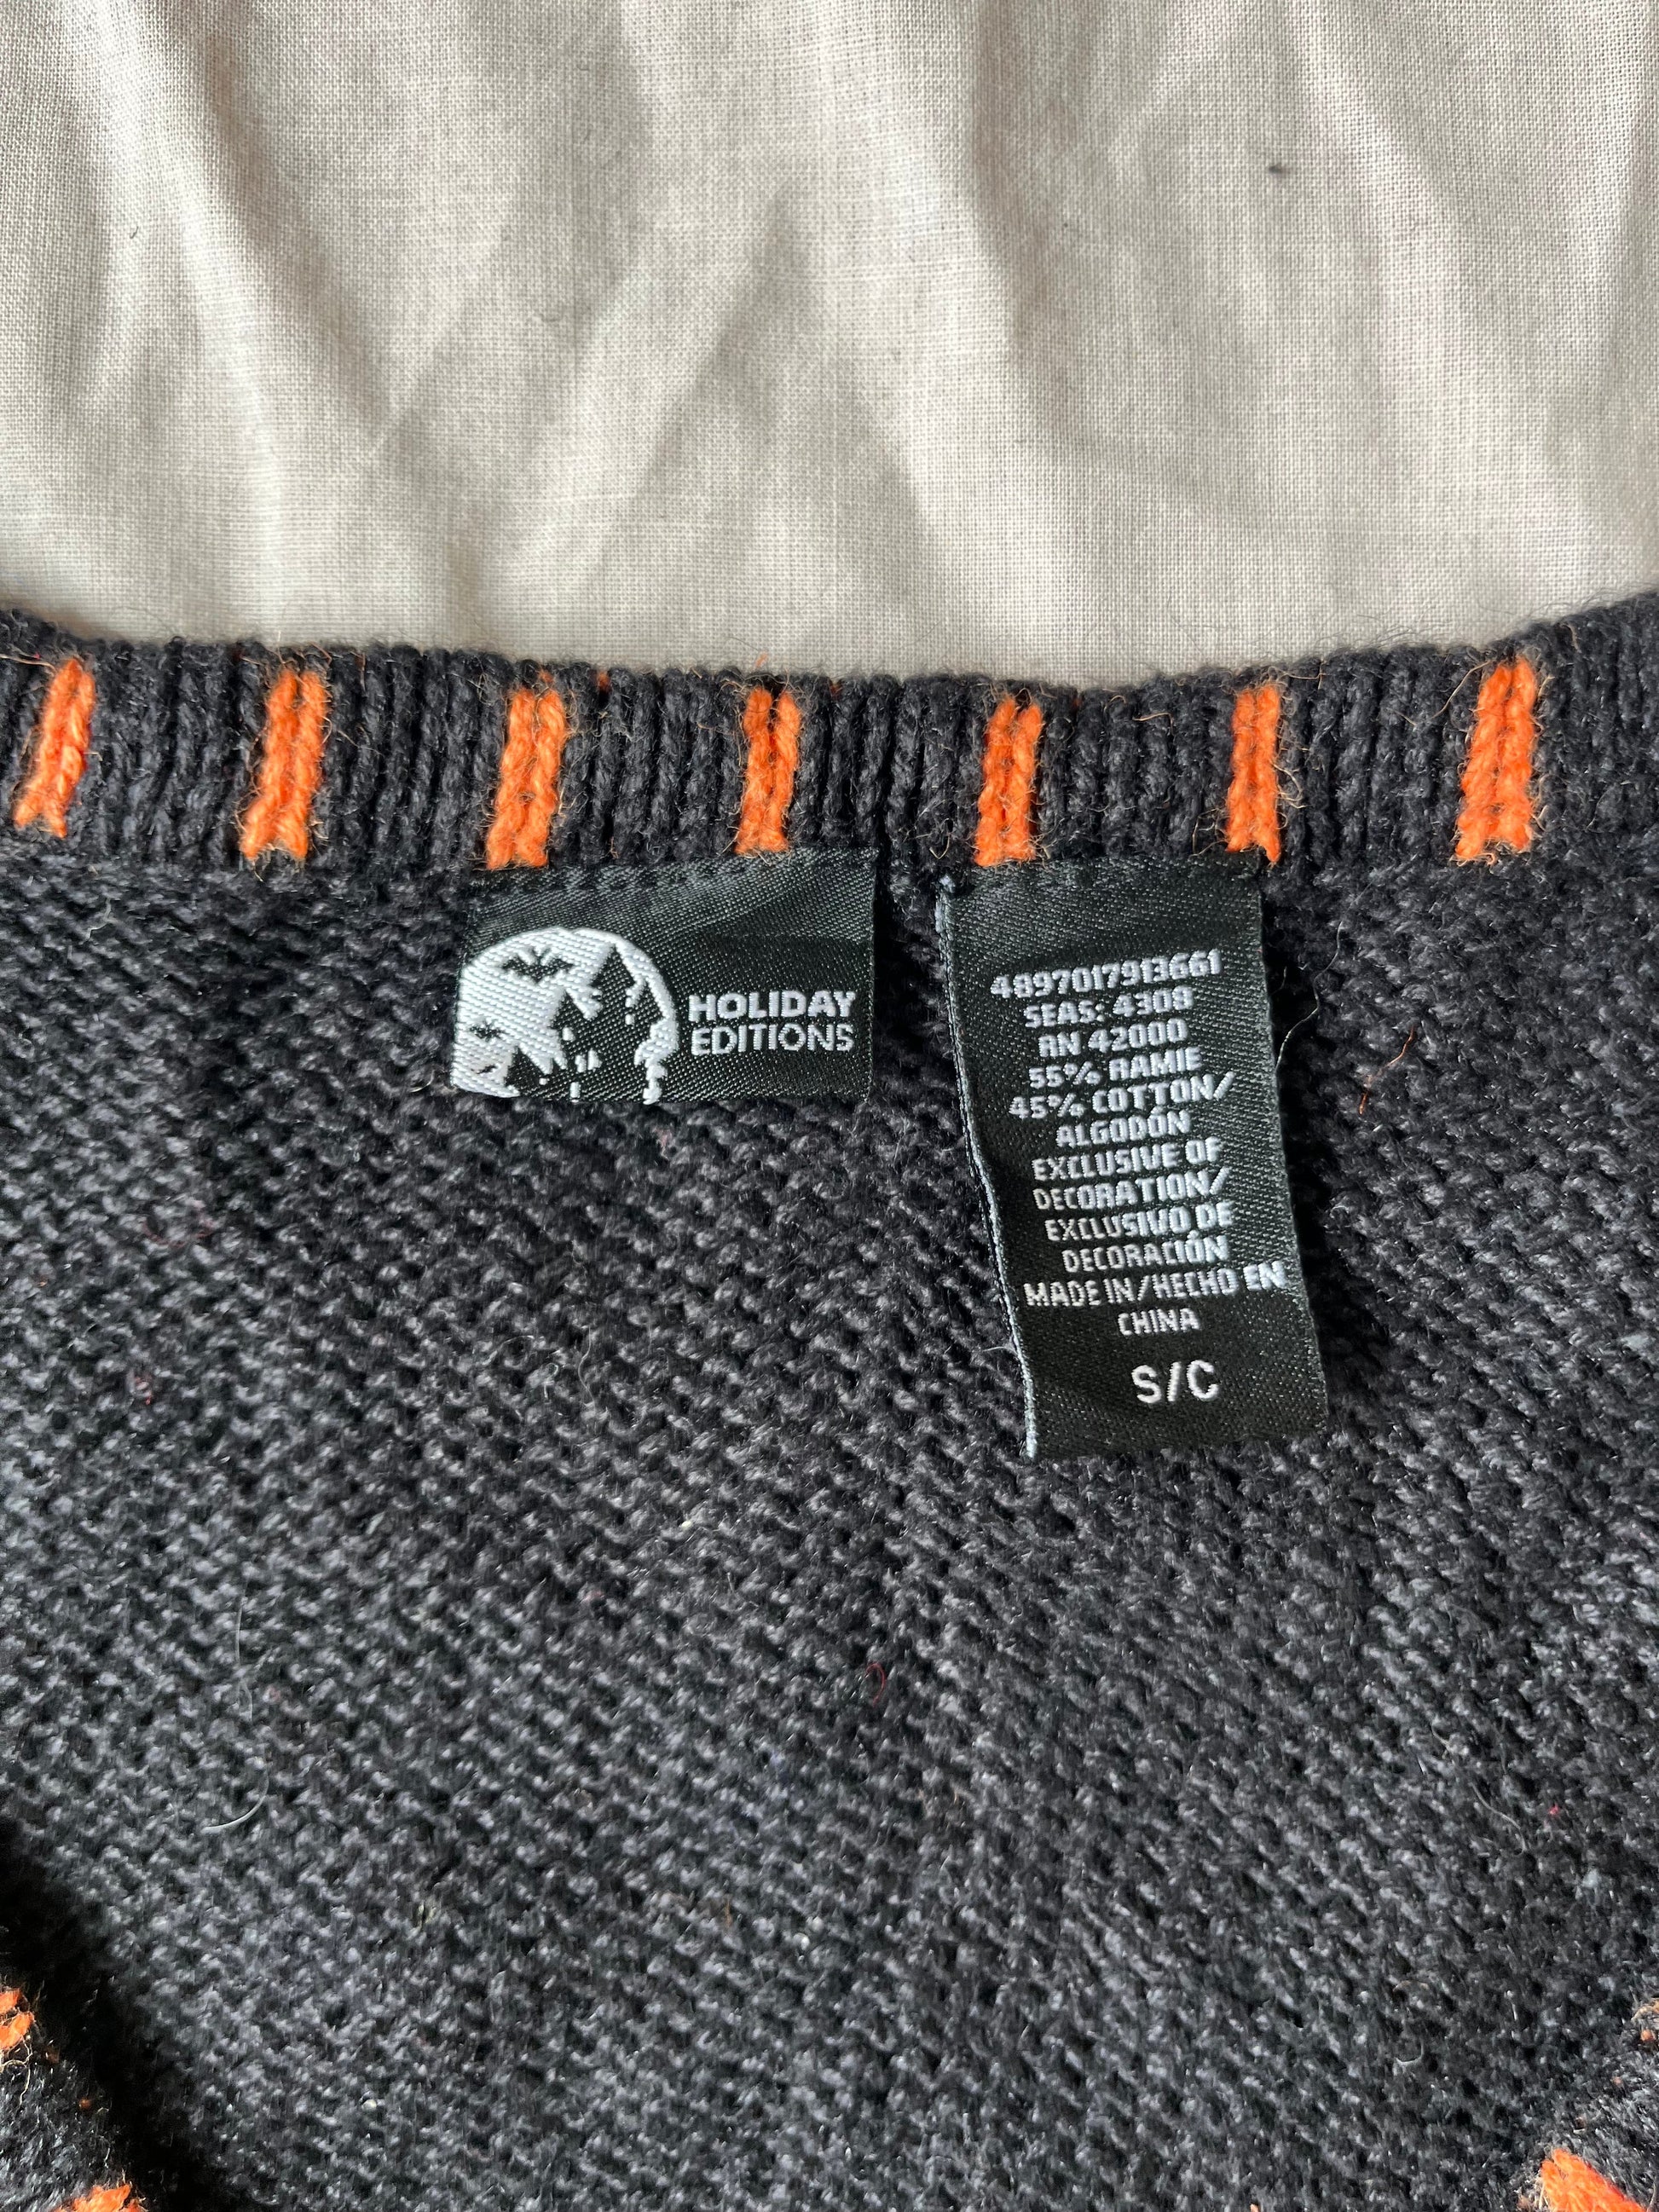 HOLIDAY
EDITIONS
4897017913661
SEAS: 4308
RN 42000
55% RAMIE
45% COTTON/
ALGODÓN
EXCLUSIVE OF
DECORATION/
EXCLUSIVO DE
DECORACIÓN
MADE IN/HECHO EN
CHINA
S/C